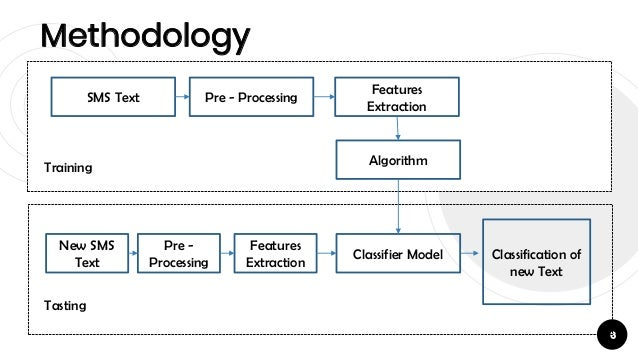 Methodology
SMS Text
Pre - Processing
Features
Extraction
Algorithm
Training
New SMS
Text
Pre -
Processing
Features
Extraction
Classifier Model
Classification of
new Text
Tasting